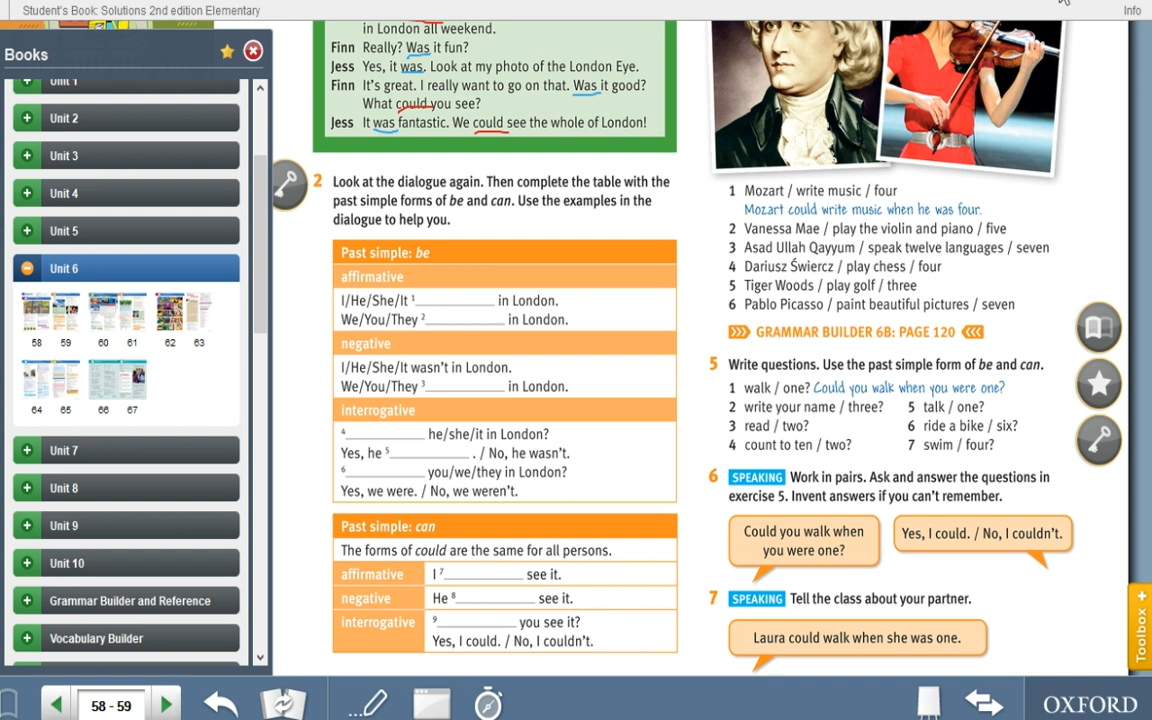 Student's Book: Solutions 2nd edition Elementary
Info
Books
Unit 1
Unit 2
Unit 3
Unit 4
Unit 5
Unit 6
58 59 60 61 62 63
64 65 66 67
Unit 7
Unit 8
Unit 9
Unit 10
Grammar Builder and Reference
Vocabulary Builder
in London all weekend.
Finn Really? Was it fun?
Jess Yes, it was. Look at my photo of the London Eye.
Finn It's great. I really want to go on that. Was it good?
What could you see?
Jess It was fantastic. We could see the whole of London!
2 Look at the dialogue again. Then complete the table with the
past simple forms of be and can. Use the examples in the
dialogue to help you.
Past simple: be
affirmative
I/He/She/It 1__________ in London.
We/You/They 2__________ in London.
negative
I/He/She/It wasn't in London.
We/You/They 3__________ in London.
interrogative
4__________ he/she/it in London?
Yes, he 5__________ . / No, he wasn't.
6__________ you/we/they in London?
Yes, we were. / No, we weren't.
Past simple: can
The forms of could are the same for all persons.
affirmative I 7__________ see it.
negative He 8__________ see it.
interrogative 9__________ you see it?
Yes, I could. / No, I couldn't.
1 Mozart / write music / four
Mozart could write music when he was four.
2 Vanessa Mae / play the violin and piano / five
3 Asad Ullah Qayyum / speak twelve languages / seven
4 Dariusz Świercz / play chess / four
5 Tiger Woods / play golf / three
6 Pablo Picasso / paint beautiful pictures / seven
GRAMMAR BUILDER 6B: PAGE 120
5 Write questions. Use the past simple form of be and can.
1 walk / one? Could you walk when you were one?
2 write your name / three? 5 talk / one?
3 read / two? 6 ride a bike / six?
4 count to ten / two? 7 swim / four?
6 SPEAKING Work in pairs. Ask and answer the questions in
exercise 5. Invent answers if you can't remember.
Could you walk when
you were one?
Yes, I could. / No, I couldn't.
7 SPEAKING Tell the class about your partner.
Laura could walk when she was one.
Toolbox +
58 - 59
OXFORD